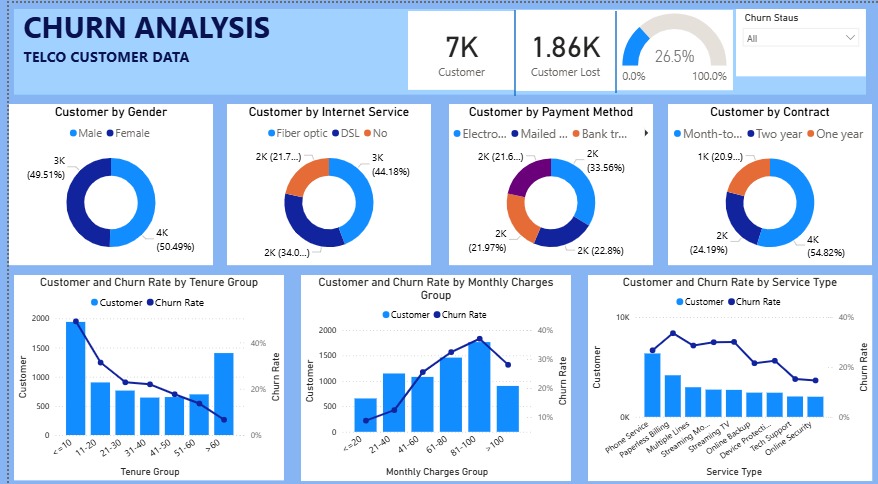 CHURN ANALYSIS
TELCO CUSTOMER DATA
7K
Customer
1.86K
Customer Lost
26.5%
0.0%
100.0%
Churn Staus
All
Customer by Gender
Male Female
3K
(49.51%)
4K
(50.49%)
Customer by Internet Service
Fiber optic DSL No
2K (21.7...)
3K
(44.18%)
2K (34.0...)
Customer by Payment Method
Electro... Mailed ... Bank tr...
2K (21.6...)
2K
(33.56%)
2K
(21.97%)
2K (22.8%)
Customer by Contract
Month-to... Two year One year
1K (20.9...)
2K
(24.19%)
4K
(54.82%)
Customer and Churn Rate by Tenure Group
Customer Churn Rate
2000
1500
1000
500
0
40%
20%
0%
Customer
Churn Rate
<=10 11-20 21-30 31-40 41-50 51-60 >60
Tenure Group
Customer and Churn Rate by Monthly Charges
Group
Customer Churn Rate
2000
1500
1000
500
0
40%
30%
20%
10%
Customer
Churn Rate
<=20 21-40 41-60 61-80 81-100 >100
Monthly Charges Group
Customer and Churn Rate by Service Type
Customer Churn Rate
10K
0K
40%
20%
0%
Customer
Churn Rate
Phone Service
Paperless Billing
Multiple Lines
Streaming Mo...
Streaming TV
Online Backup
Device Protecti...
Tech Support
Online Security
Service Type